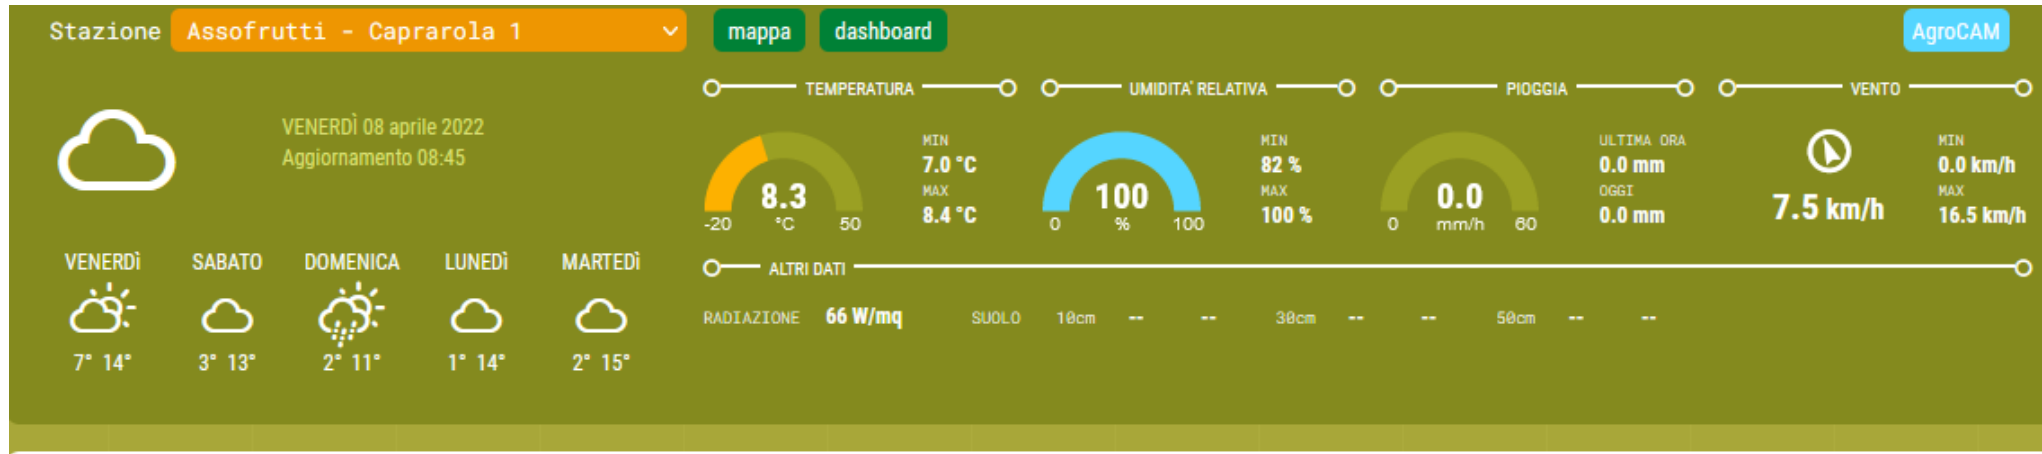 Stazione Assofrutti - Caprarola 1 mappa dashboard AgroCAM
VENERDÌ 08 aprile 2022
Aggiornamento 08:45
VENERDÌ SABATO DOMENICA LUNEDÌ MARTEDÌ
7° 14° 3° 13° 2° 11° 1° 14° 2° 15°
TEMPERATURA
8.3
°C
-20 50
MIN
7.0 °C
MAX
8.4 °C
UMIDITA' RELATIVA
100
%
0 100
MIN
82 %
MAX
100 %
PIOGGIA
0.0
mm/h
0 60
ULTIMA ORA
0.0 mm
OGGI
0.0 mm
VENTO
7.5 km/h
MIN
0.0 km/h
MAX
16.5 km/h
ALTRI DATI
RADIAZIONE 66 W/mq SUOLO 10cm -- -- 30cm -- -- 50cm -- --